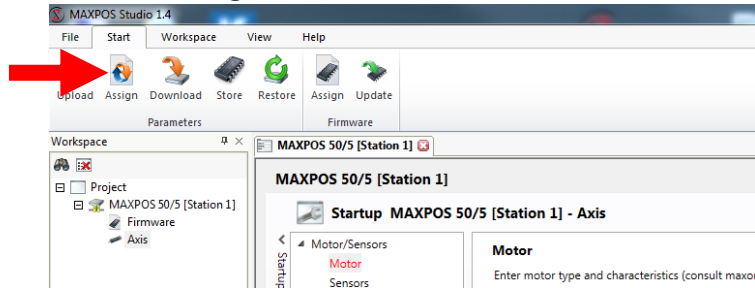 MAXPOS Studio 1.4
File Start Workspace View Help
Upload Assign Download Store Restore Assign Update
Parameters Firmware
Workspace
MAXPOS 50/5 [Station 1]
Project
MAXPOS 50/5 [Station 1]
Firmware
Axis
MAXPOS 50/5 [Station 1]
Startup MAXPOS 50/5 [Station 1] - Axis
Startup
Motor/Sensors
Motor
Sensors
Motor
Enter motor type and characteristics (consult